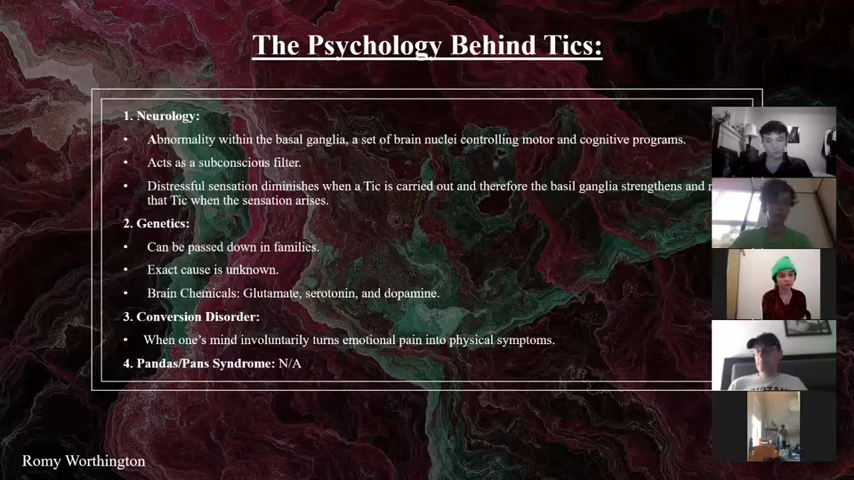 The Psychology Behind Tics:
1. Neurology:
• Abnormality within the basal ganglia, a set of brain nuclei controlling motor and cognitive programs.
• Acts as a subconscious filter.
• Distressful sensation diminishes when a Tic is carried out and therefore the basil ganglia strengthens and
that Tic when the sensation arises.
2. Genetics:
• Can be passed down in families.
• Exact cause is unknown.
• Brain Chemicals: Glutamate, serotonin, and dopamine.
3. Conversion Disorder:
• When one's mind involuntarily turns emotional pain into physical symptoms.
4. Pandas/Pans Syndrome: N/A
Romy Worthington